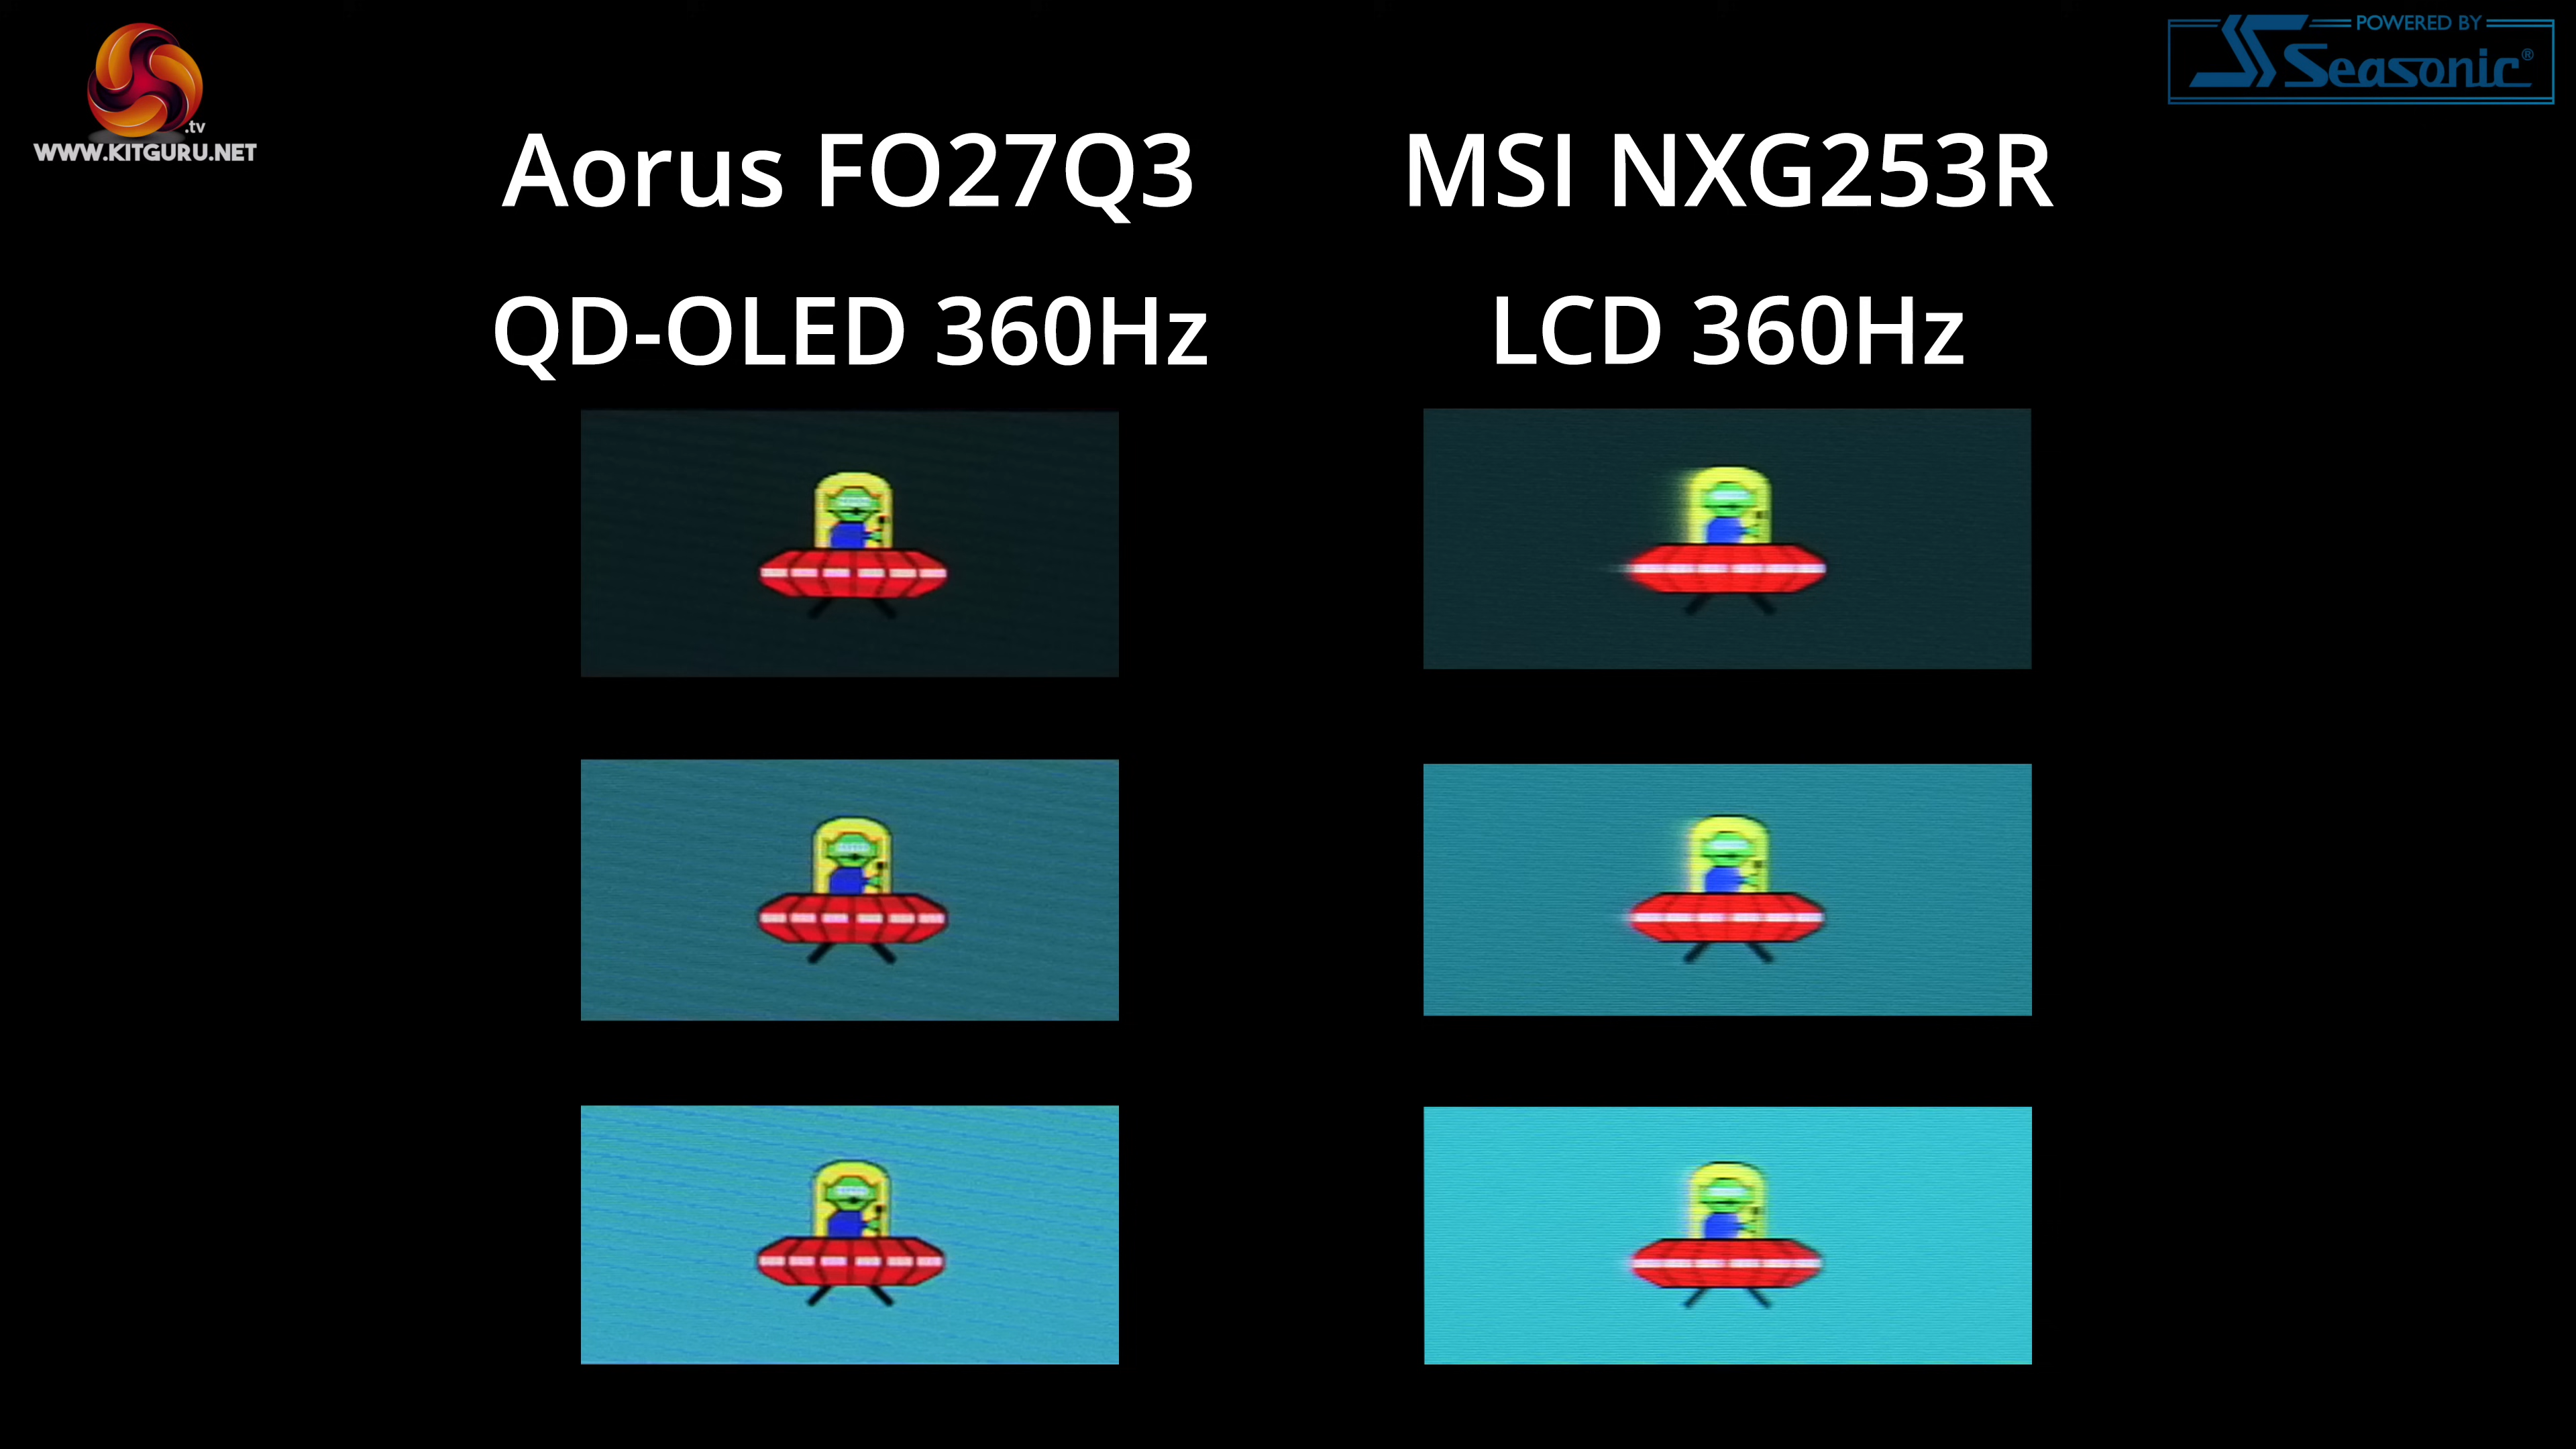 .tv
WWW.KITGURU.NET
POWERED BY
Seasonic®
Aorus FO27Q3
MSI NXG253R
QD-OLED 360Hz
LCD 360Hz